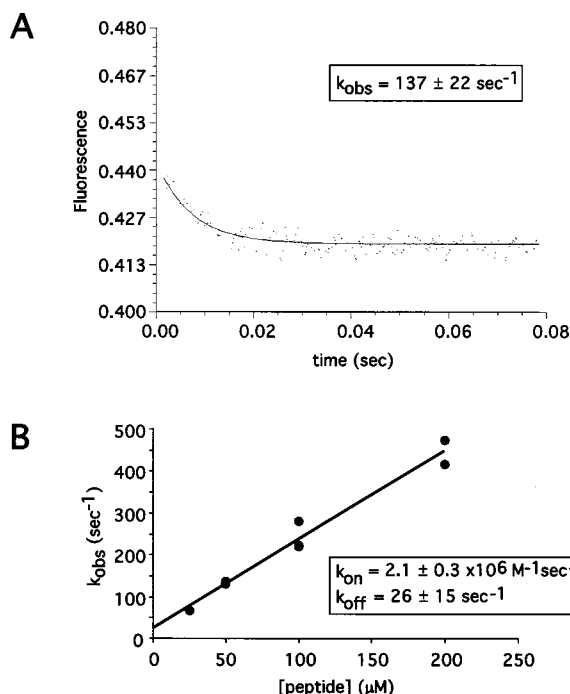 A
0.480
0.467
0.453
0.440
0.427
0.413
0.400
Fluorescence
kobs = 137 ± 22 sec-1
0.00 0.02 0.04 0.06 0.08
time (sec)
B
500
400
300
200
100
0
kobs (sec-1)
kon = 2.1 ± 0.3 x106 M-1sec-
koff = 26 ± 15 sec-1
0 50 100 150 200 250
[peptide] (μM)